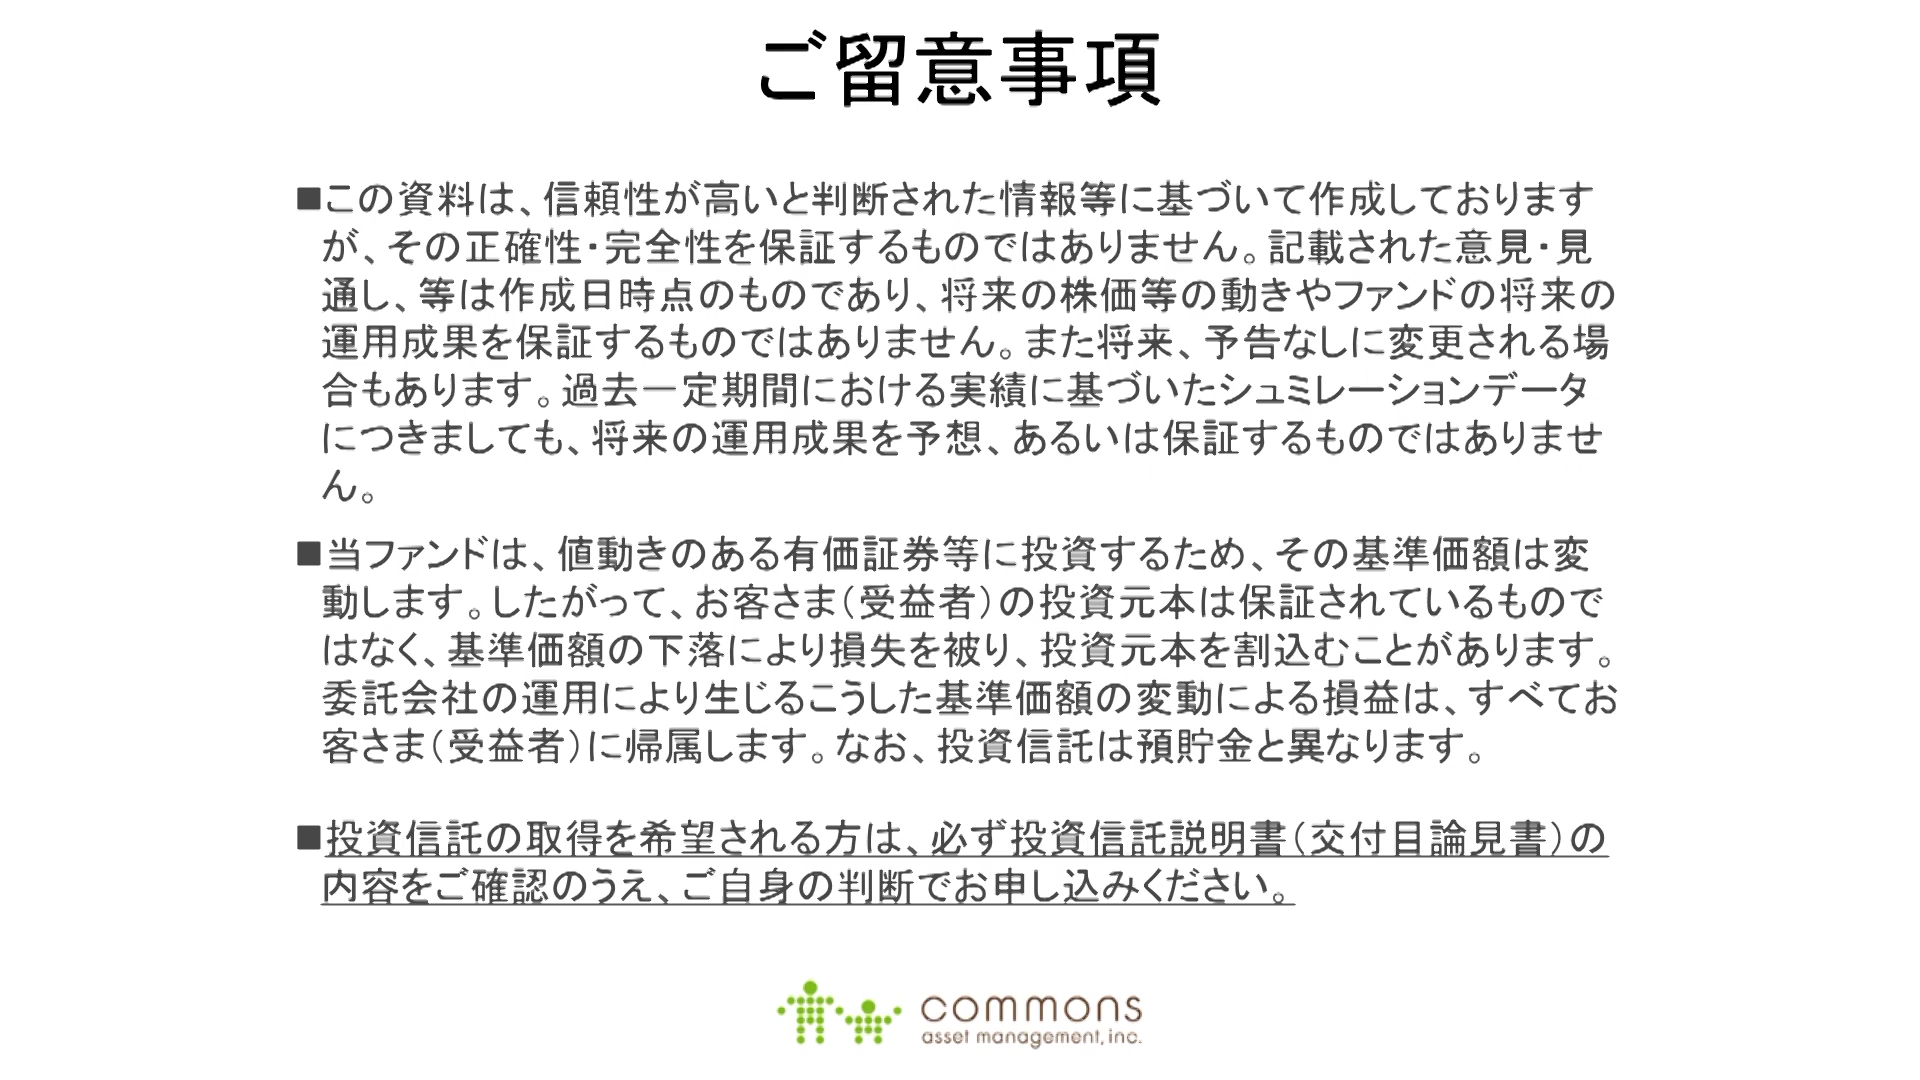 ご留意事項
■この資料は、信頼性が高いと判断された情報等に基づいて作成しております
が、その正確性・完全性を保証するものではありません。記載された意見・見
通し、等は作成日時点のものであり、将来の株価等の動きやファンドの将来の
運用成果を保証するものではありません。また将来、予告なしに変更される場
合もあります。過去一定期間における実績に基づいたシュミレーションデータ
につきましても、将来の運用成果を予想、あるいは保証するものではありませ
ん。
■当ファンドは、値動きのある有価証券等に投資するため、その基準価額は変
動します。したがって、お客さま(受益者)の投資元本は保証されているもので
はなく、基準価額の下落により損失を被り、投資元本を割込むことがあります。
委託会社の運用により生じるこうした基準価額の変動による損益は、すべてお
客さま(受益者)に帰属します。なお、投資信託は預貯金と異なります。
■投資信託の取得を希望される方は、必ず投資信託説明書(交付目論見書)の
内容をご確認のうえ、ご自身の判断でお申し込みください。
commons
asset management, inc.